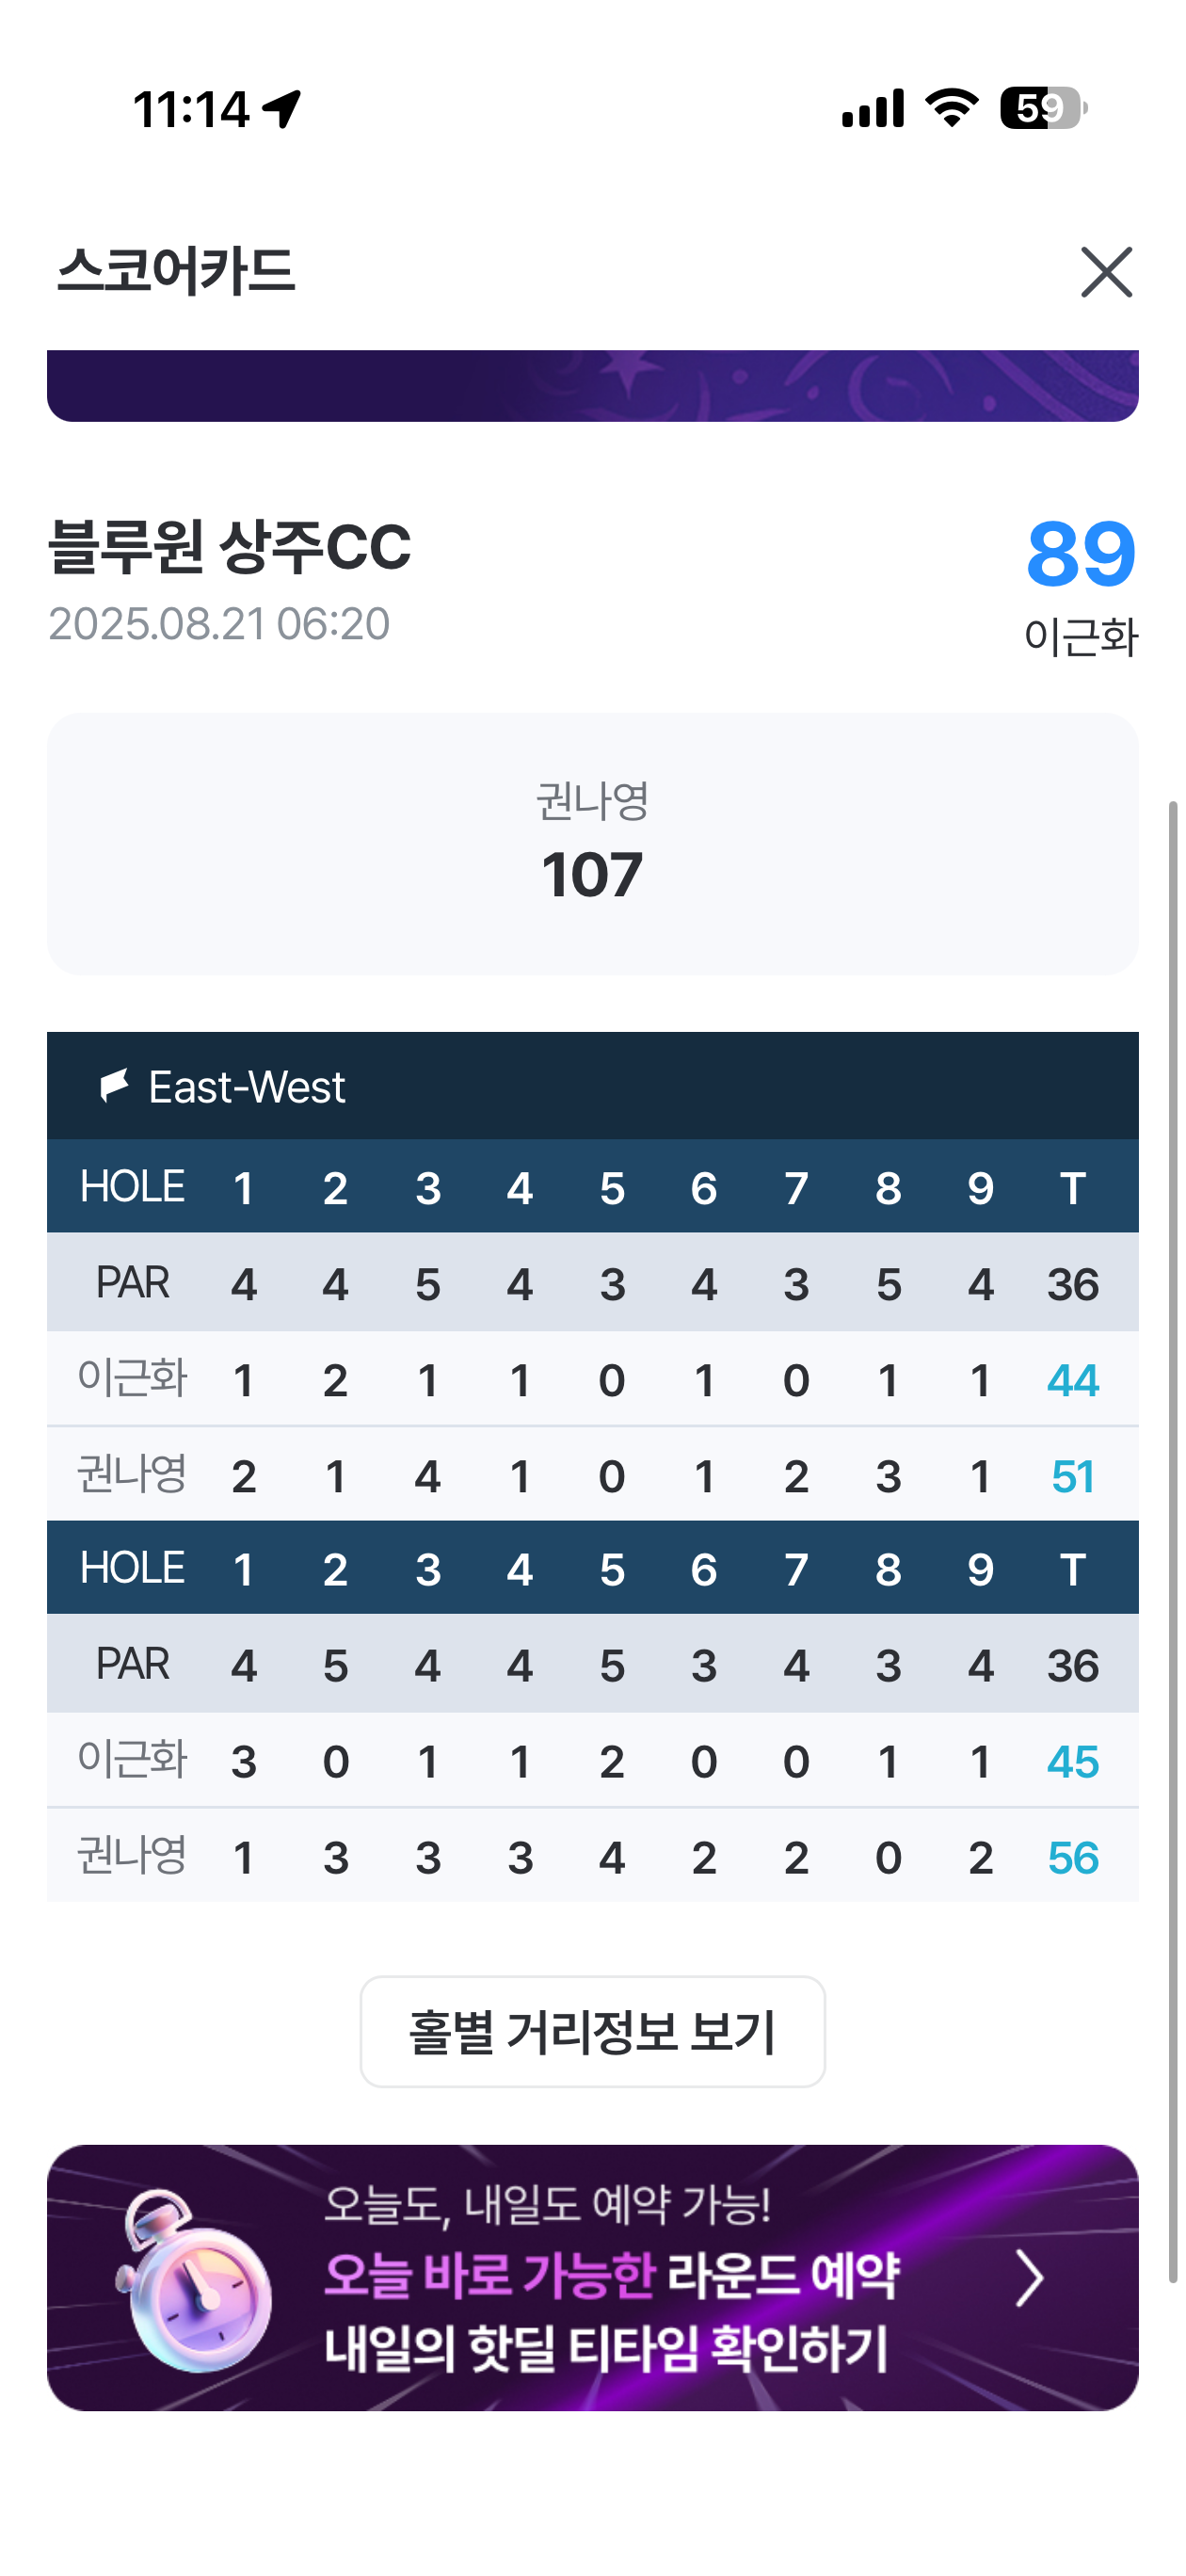 11:14
59
스코어카드
블루원 상주CC
89
2025.08.21 06:20
이근화
권나영
107
East-West
HOLE 1 2 3 4 5 6 7 8 9 T
PAR 4 4 5 4 3 4 3 5 4 36
이근화 1 2 1 1 0 1 0 1 1 44
권나영 2 1 4 1 0 1 2 3 1 51
HOLE 1 2 3 4 5 6 7 8 9 T
PAR 4 5 4 4 5 3 4 3 4 36
이근화 3 0 1 1 2 0 0 1 1 45
권나영 1 3 3 3 4 2 2 0 2 56
홀별 거리정보 보기
오늘도, 내일도 예약 가능!
오늘 바로 가능한 라운드 예약
내일의 핫딜 티타임 확인하기